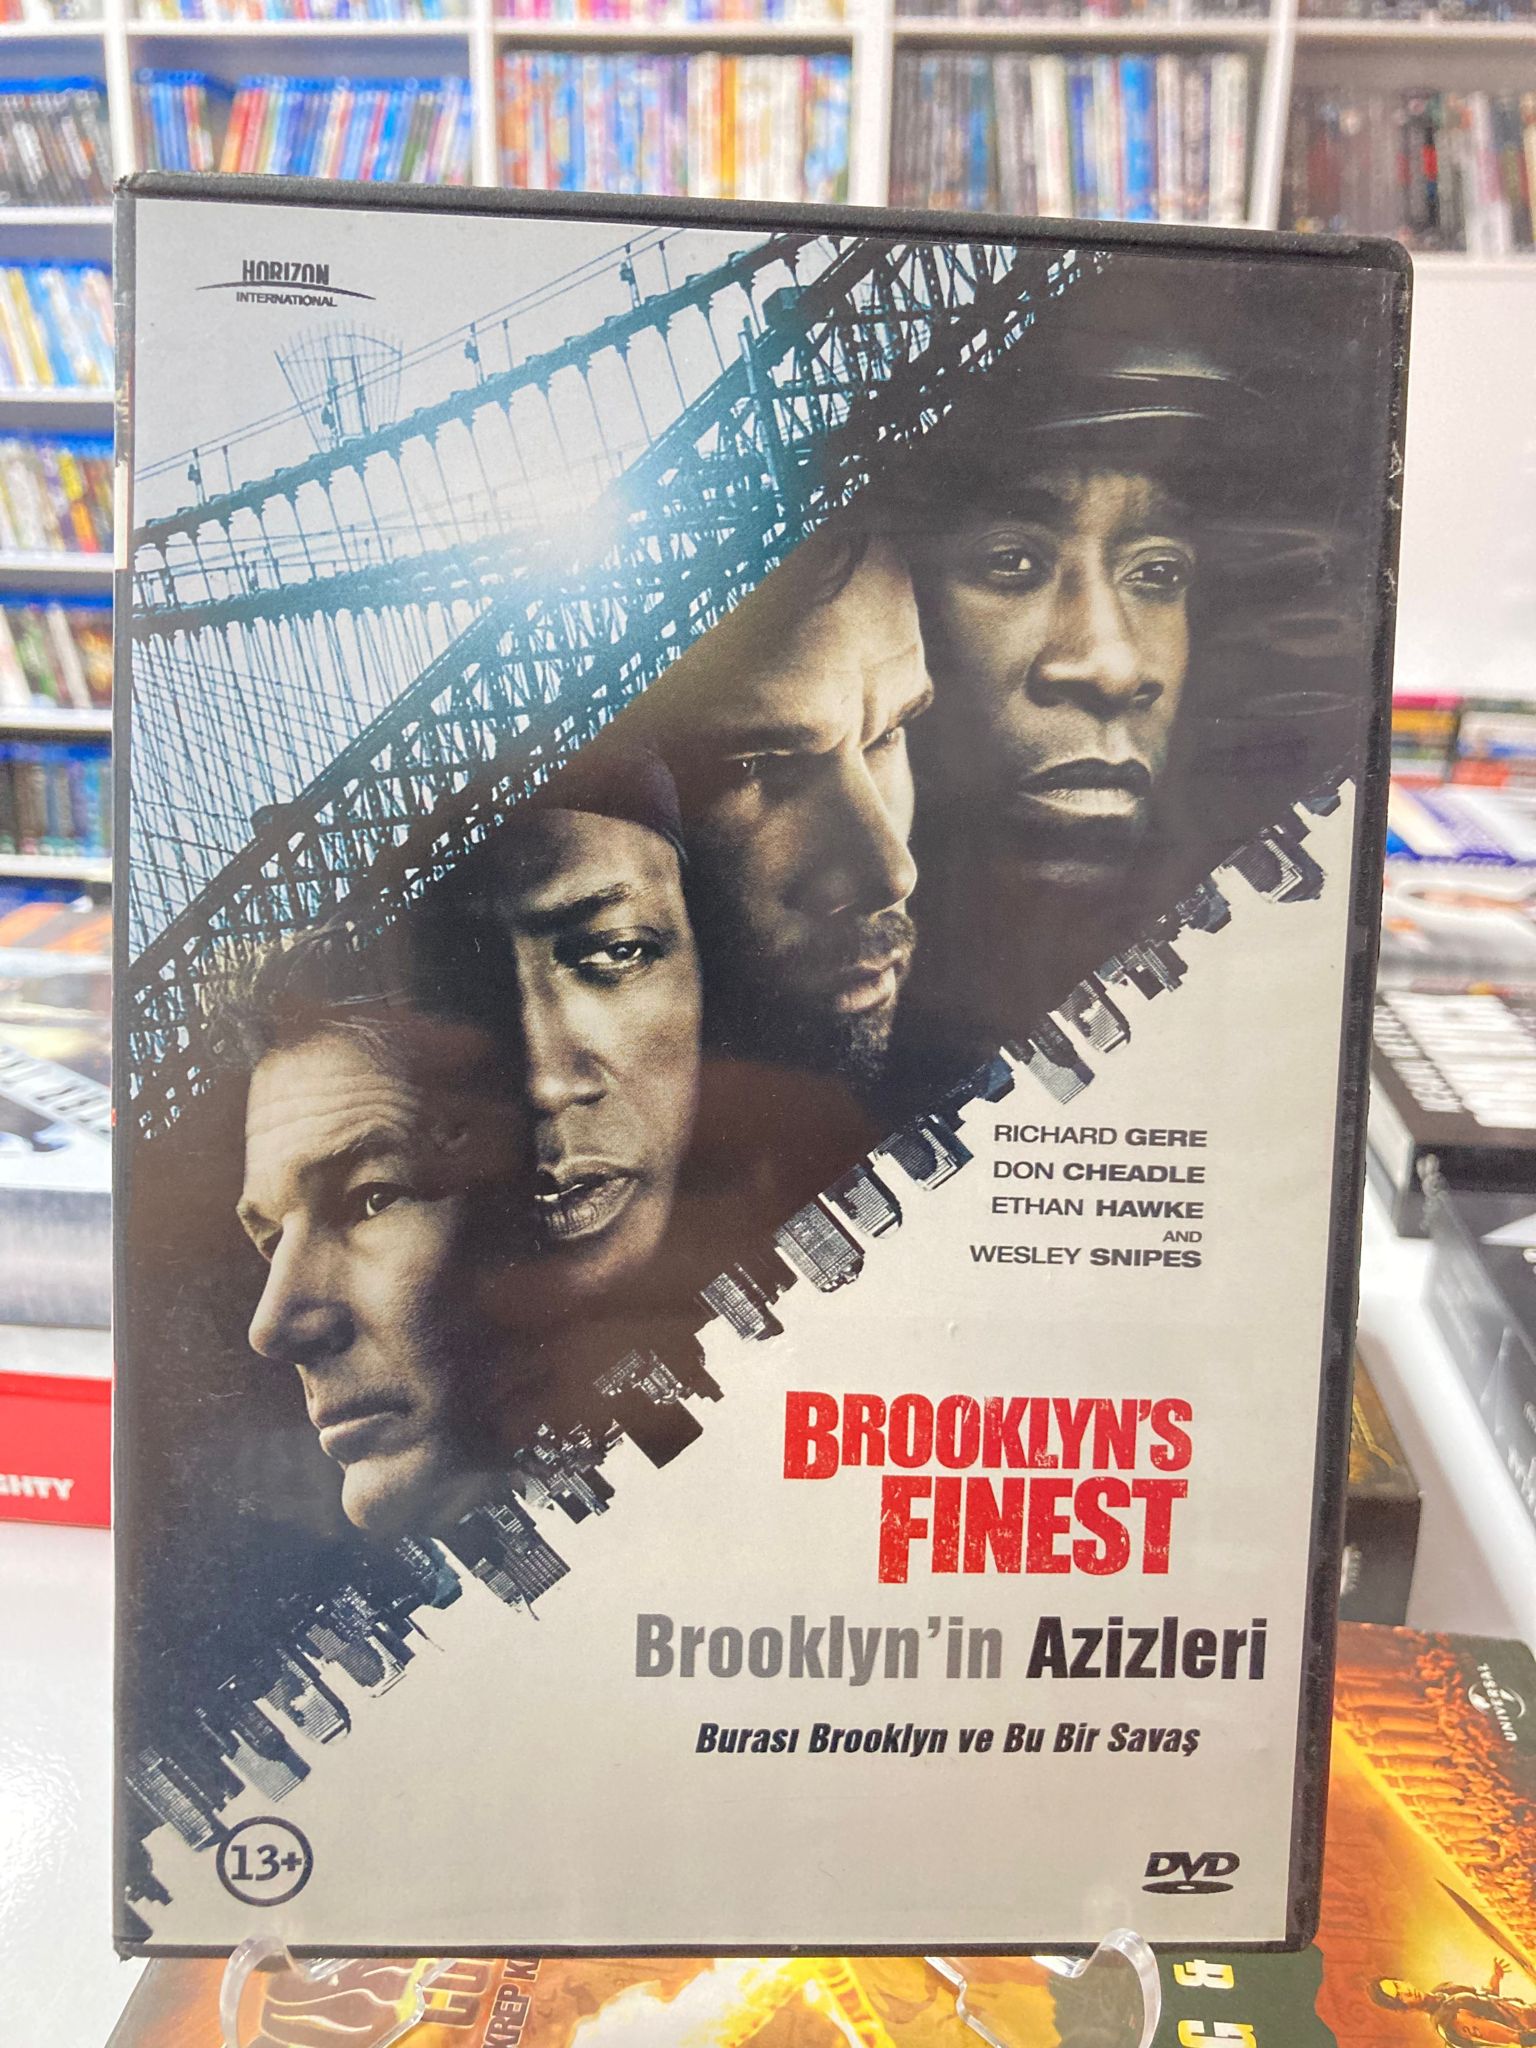 HORIZON
INTERNATIONAL
RICHARD GERE
DON CHEADLE
ETHAN HAWKE
AND
WESLEY SNIPES
BROOKLYN'S
FINEST
Brooklyn'in Azizleri
Burası Brooklyn ve Bu Bir Savaş
13+
DVD
UNIVERSAL